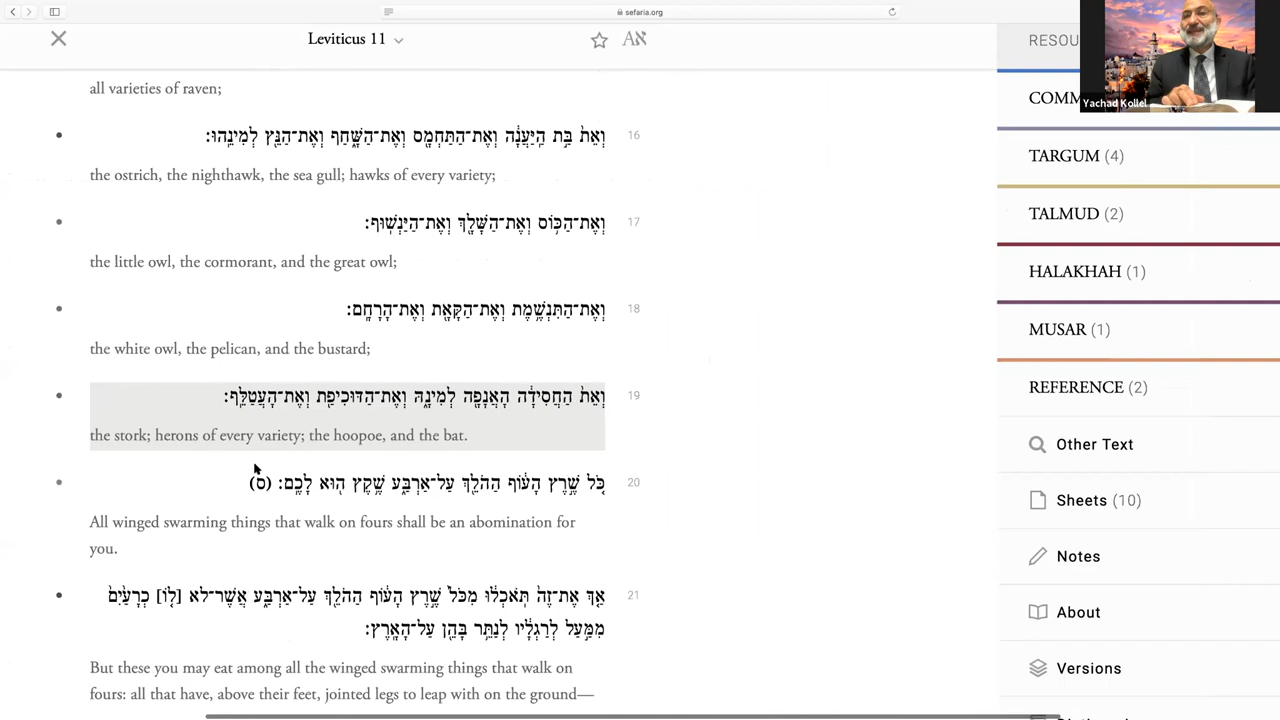 sefaria.org
Leviticus 11
Aא
RESOU
Yachad Kollel
all varieties of raven;
16
וְאֵת֙ בַּ֣ת הַֽיַּעֲנָ֔ה וְאֶת־הַתַּחְמָ֖ס וְאֶת־הַשָּׁ֑חַף וְאֶת־הַנֵּ֖ץ לְמִינֵֽהוּ׃
the ostrich, the nighthawk, the sea gull; hawks of every variety;
17
וְאֶת־הַכּ֥וֹס וְאֶת־הַשָּׁלָ֖ךְ וְאֶת־הַיַּנְשֽׁוּף׃
the little owl, the cormorant, and the great owl;
18
וְאֶת־הַתִּנְשֶׁ֥מֶת וְאֶת־הַקָּאָ֖ת וְאֶת־הָרָחָֽם׃
the white owl, the pelican, and the bustard;
19
וְאֵת֙ הַחֲסִידָ֔ה הָאֲנָפָ֖ה לְמִינָ֑הּ וְאֶת־הַדּוּכִיפַ֖ת וְאֶת־הָעֲטַלֵּֽף׃
the stork; herons of every variety; the hoopoe, and the bat.
20
כֹּ֚ל שֶׁ֣רֶץ הָע֔וֹף הַהֹלֵ֖ךְ עַל־אַרְבַּ֑ע שֶׁ֥קֶץ ה֖וּא לָכֶֽם׃ (ס)
All winged swarming things that walk on fours shall be an abomination for
you.
21
אַ֤ךְ אֶת־זֶה֙ תֹּֽאכְל֔וּ מִכֹּל֙ שֶׁ֣רֶץ הָע֔וֹף הַהֹלֵ֖ךְ עַל־אַרְבַּ֑ע אֲשֶׁר־לא [ל֤וֹ] כְרָעַ֙יִם֙
מִמַּ֣עַל לְרַגְלָ֔יו לְנַתֵּ֥ר בָּהֵ֖ן עַל־הָאָֽרֶץ׃
But these you may eat among all the winged swarming things that walk on
fours: all that have, above their feet, jointed legs to leap with on the ground—
COMM
TARGUM (4)
TALMUD (2)
HALAKHAH (1)
MUSAR (1)
REFERENCE (2)
Other Text
Sheets (10)
Notes
About
Versions